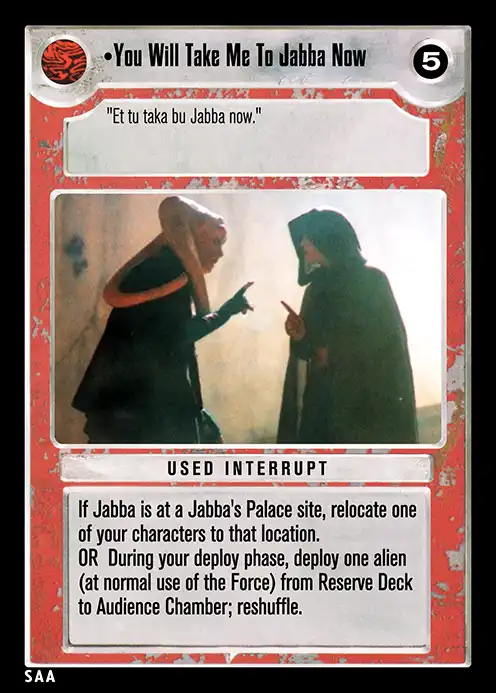 •You Will Take Me To Jabba Now
5
"Et tu taka bu Jabba now."
USED INTERRUPT
If Jabba is at a Jabba's Palace site, relocate one
of your characters to that location.
OR During your deploy phase, deploy one alien
(at normal use of the Force) from Reserve Deck
to Audience Chamber; reshuffle.
SAA